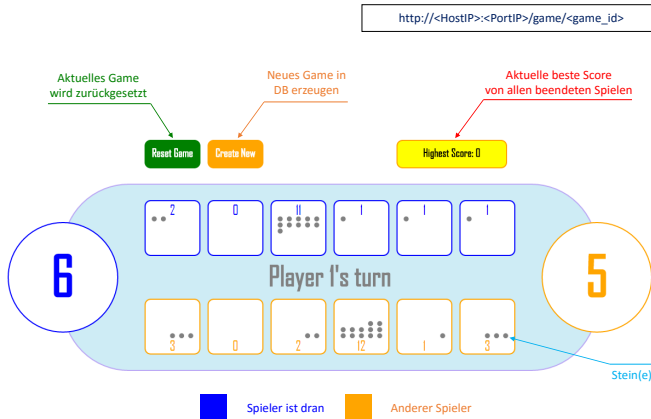 http://<HostIP>:<PortIP>/game/<game_id>
Aktuelles Game
wird zurückgesetzt
Neues Game in
DB erzeugen
Aktuelle beste Score
von allen beendeten Spielen
Reset Game
Create New
Highest Score: 0
2
0
11
1
1
1
6
Player 1's turn
5
3
0
2
12
1
3
Stein(e)
Spieler ist dran
Anderer Spieler